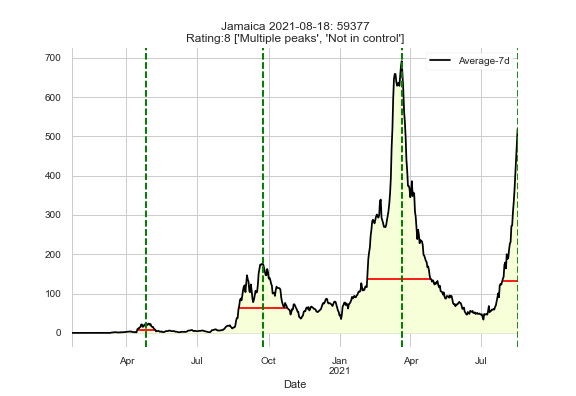 Jamaica 2021-08-18: 59377
Rating:8 ['Multiple peaks', 'Not in control']
Average-7d
700
600
500
400
300
200
100
0
Apr
Jul
Oct
Jan
2021
Apr
Jul
Date